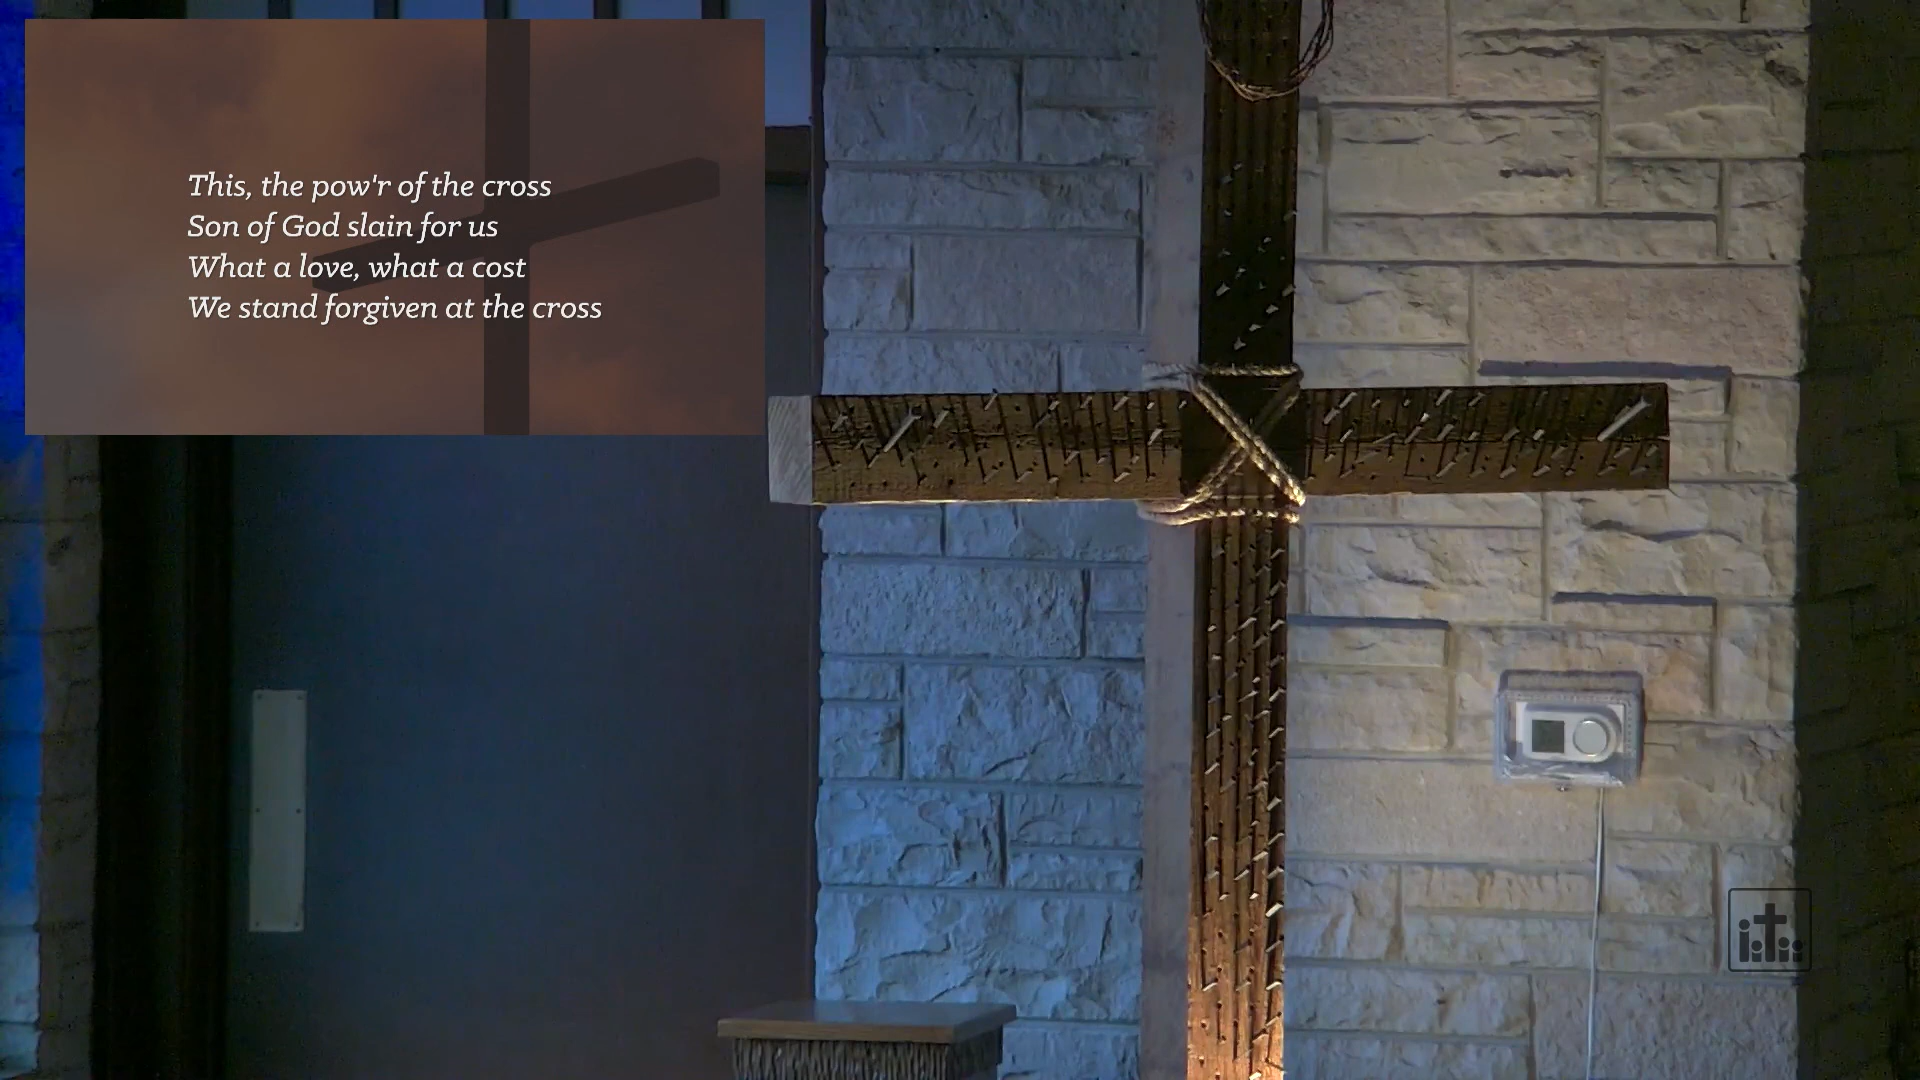 This, the pow'r of the cross
Son of God slain for us
What a love, what a cost
We stand forgiven at the cross